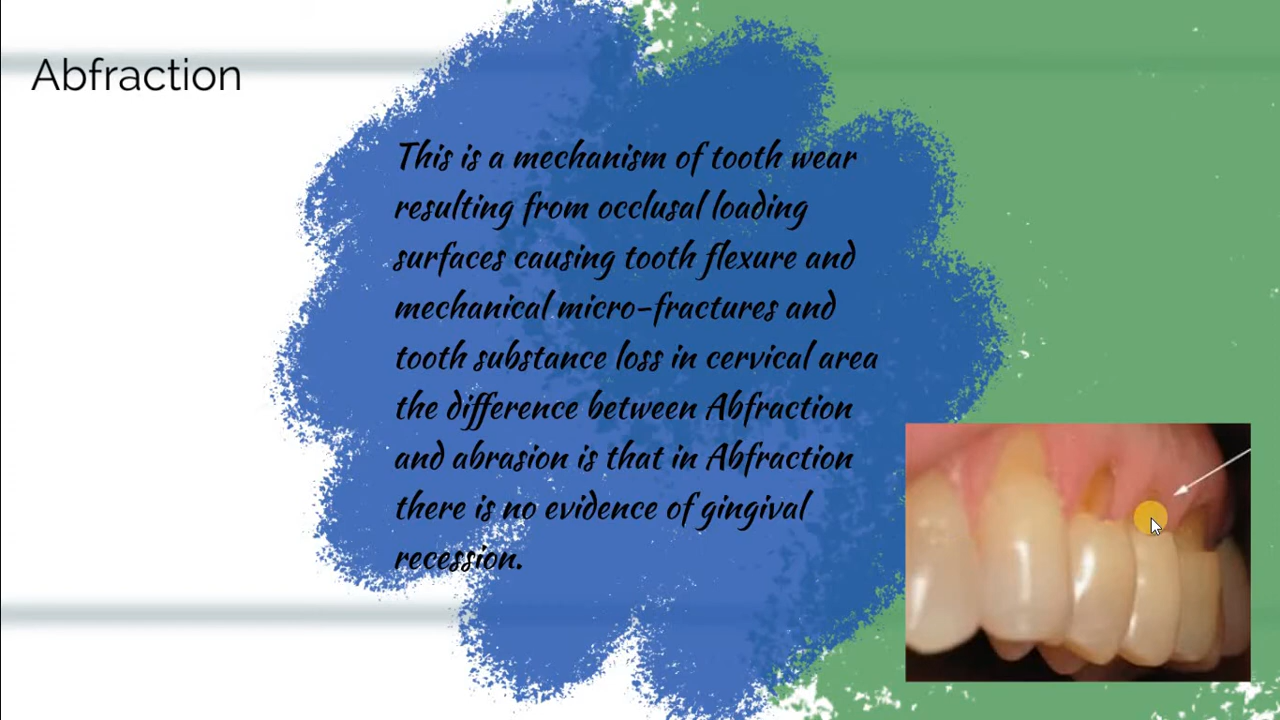 Abfraction
This is a mechanism of tooth wear
resulting from occlusal loading
surfaces causing tooth flexure and
mechanical micro-fractures and
tooth substance loss in cervical area
the difference between Abfraction
and abrasion is that in Abfraction
there is no evidence of gingival
recession.